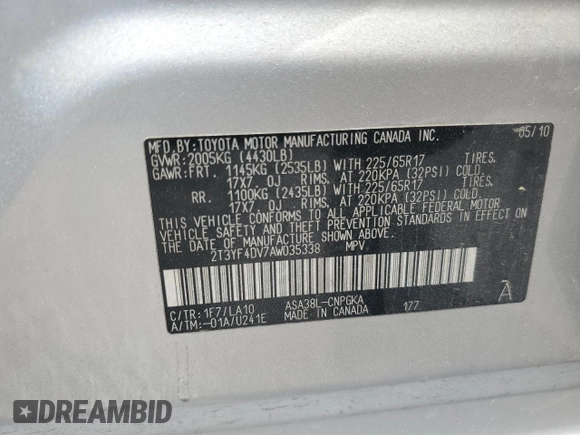 MFD.BY:TOYOTA MOTOR MANUFACTURING CANADA INC. 05/10
GVWR:2005KG (4430LB)
GAWR:FRT. 1145KG (2535LB) WITH 225/65R17 TIRES.
17X7. 0J RIMS. AT 220KPA (32PSI) COLD.
RR. 1100KG (2435LB) WITH 225/65R17 TIRES.
17X7. 0J RIMS. AT 220KPA (32PSI) COLD.
THIS VEHICLE CONFORMS TO ALL APPLICABLE FEDERAL MOTOR
VEHICLE SAFETY AND THEFT PREVENTION STANDARDS IN EFFECT
ON THE DATE OF MANUFACTURE SHOWN ABOVE.
2T3YF4DV7AW035338 MPV
C/TR:1F7/LA10 ASA38L-CNPGKA
A/TM:-01A/U241E MADE IN CANADA 177 A
DREAMBID